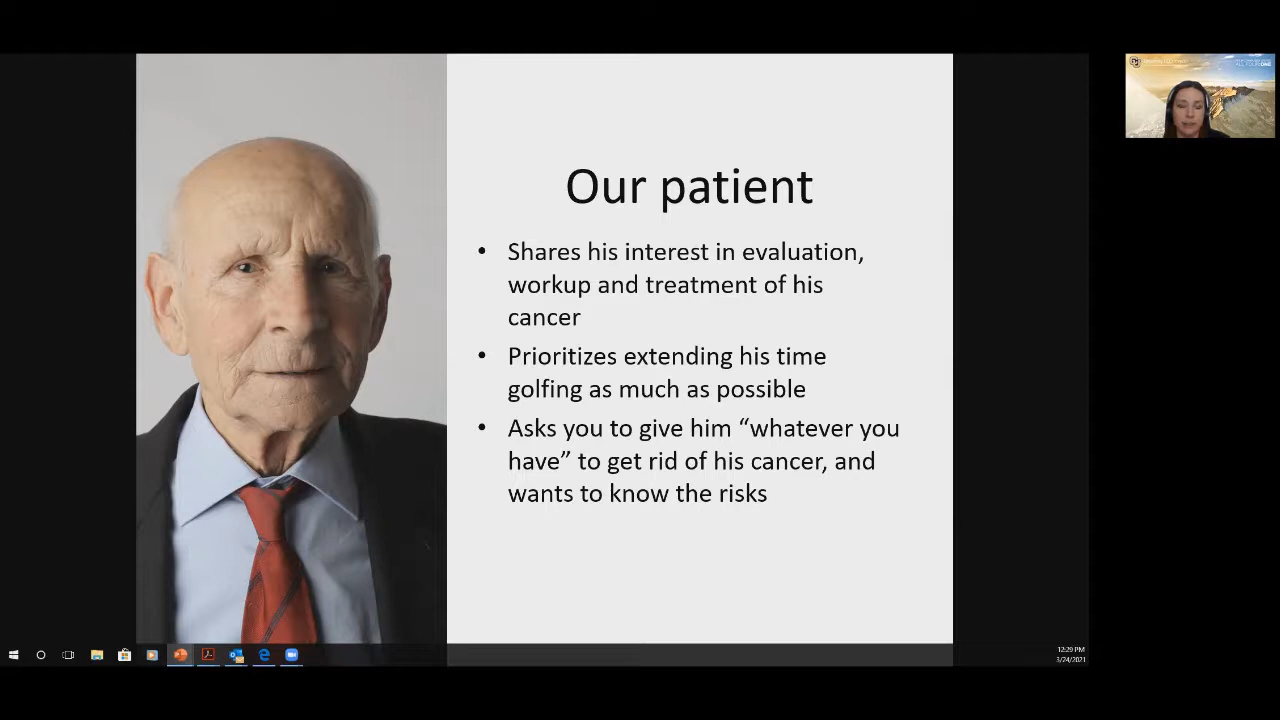 Our patient
• Shares his interest in evaluation,
workup and treatment of his
cancer
• Prioritizes extending his time
golfing as much as possible
• Asks you to give him “whatever you
have” to get rid of his cancer, and
wants to know the risks
12:29 PM
3/24/2021